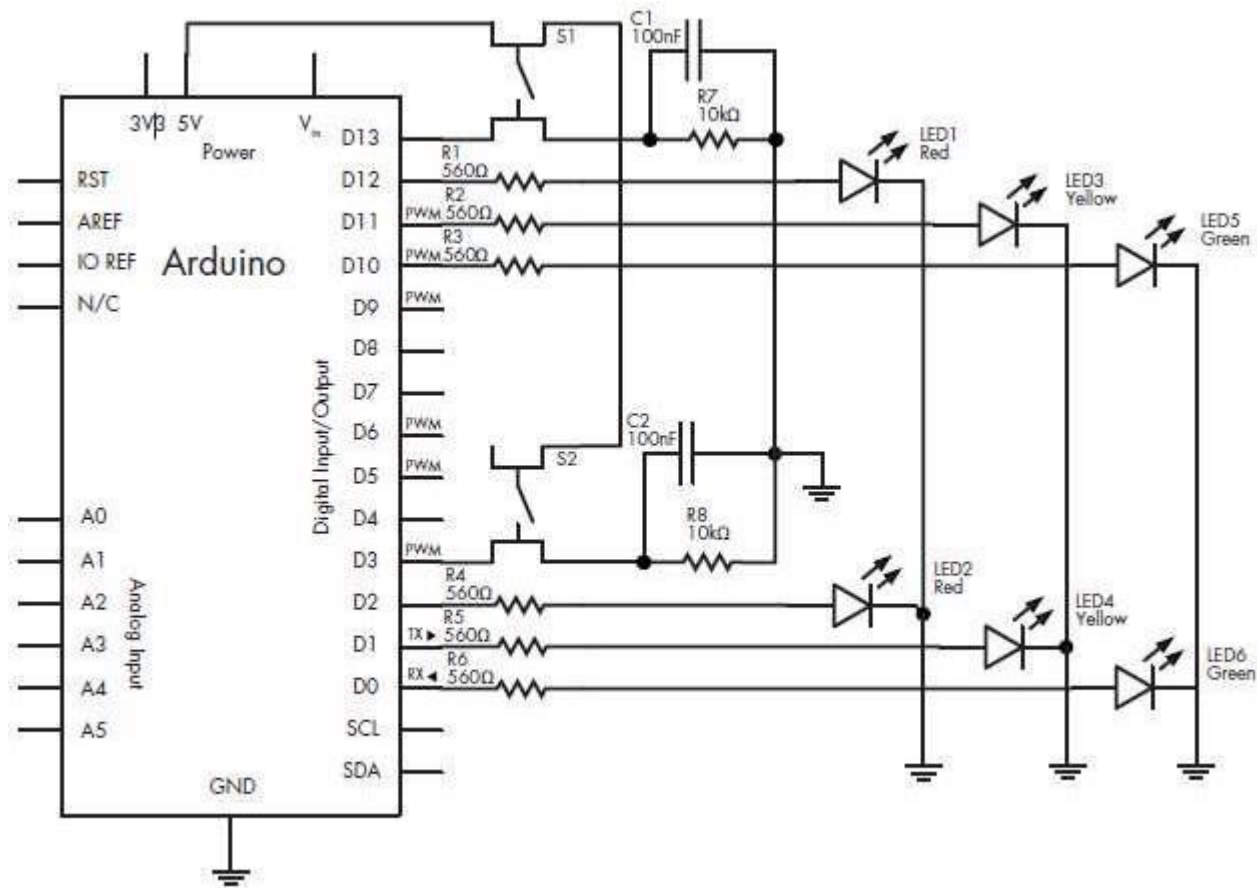 S1
C1
100nF
R7
10kΩ
3V3
5V
Vin
Power
D13
RST
AREF
IO REF
N/C
Arduino
Digital Input/Output
D12
D11
D10
D9
D8
D7
D6
D5
D4
D3
D2
D1
D0
SCL
SDA
PWM
PWM
PWM
PWM
PWM
PWM
TX
RX
R1
560Ω
R2
560Ω
R3
560Ω
LED1
Red
LED3
Yellow
LED5
Green
S2
C2
100nF
R8
10kΩ
R4
560Ω
R5
560Ω
R6
560Ω
LED2
Red
LED4
Yellow
LED6
Green
A0
A1
A2
A3
A4
A5
Analog Input
GND